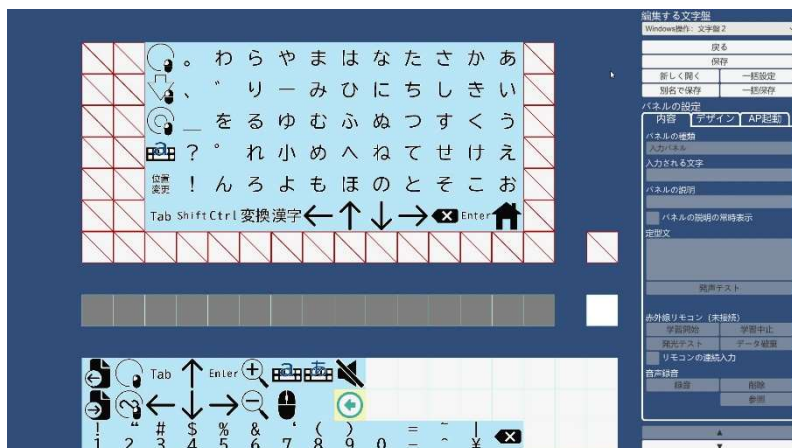 編集する文字盤
Windows操作: 文字盤 2
戻る
保存
新しく開く 一括設定
別名で保存 一括保存
パネルの設定
内容 デザイン AP起動
パネルの種類
入力パネル
入力される文字
パネルの説明
パネルの説明の常時表示
定型文
発声テスト
赤外線リモコン (未接続)
学習開始 学習中止
発光テスト データ破棄
リモコンの連続入力
音声録音
録音 削除
参照
▲
▼
。 わ ら や ま は な た さ か あ
、 ゛ り ー み ひ に ち し き い
_ を る ゆ む ふ ぬ つ す く う
a ? ゜ れ 小 め へ ね て せ け え
位置変更 ! ん ろ よ も ほ の と そ こ お
Tab Shift Ctrl 変換 漢字 ← ↑ ↓ → Enter
Tab ↑ Enter a あ
← ↓ →
! " # $ % & ' ( ) = ~ |
1 2 3 4 5 6 7 8 9 0 - ^ ¥